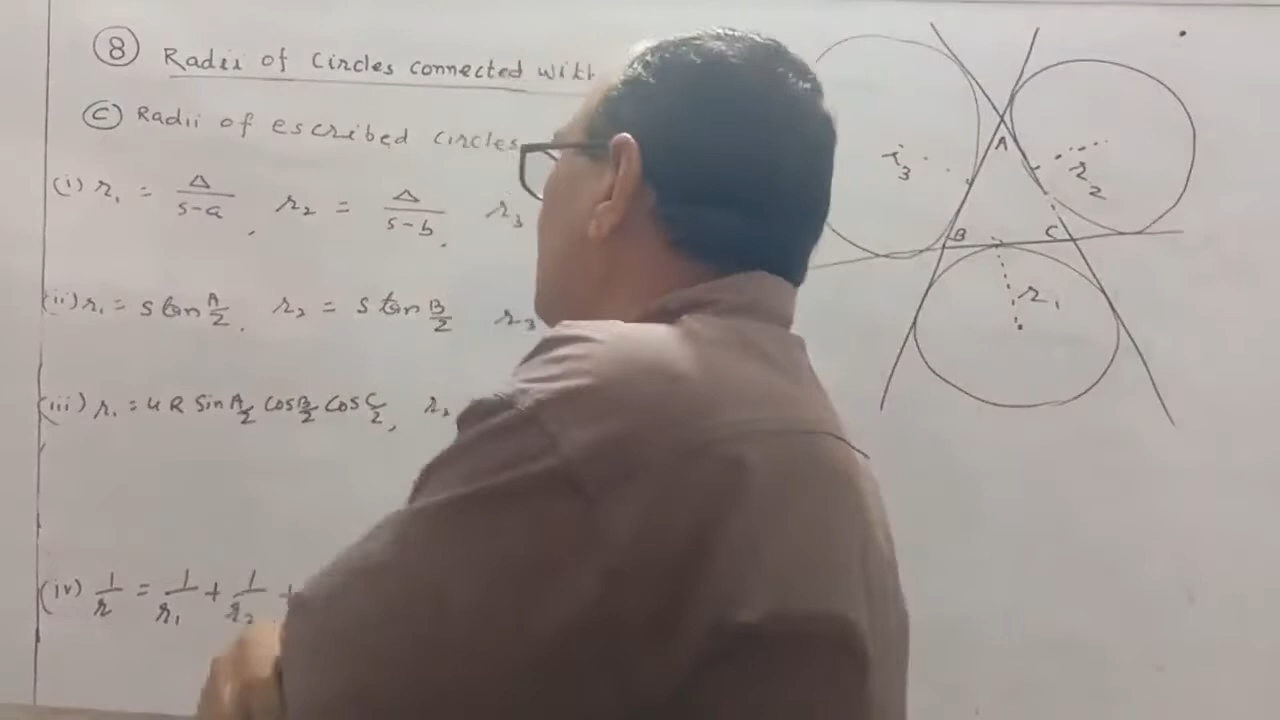 8 Radii of Circles connected with
C Radii of escribed circles
(i) r₁ = Δ/(s-a), r₂ = Δ/(s-b), r₃
(ii) r₁ = s tan A/2, r₂ = s tan B/2 r₃
(iii) r₁ = 4R Sin A/2 Cos B/2 Cos C/2, r₂
(iv) 1/r = 1/r₁ + 1/r₂ +
A
r₃
r₂
B
C
r₁